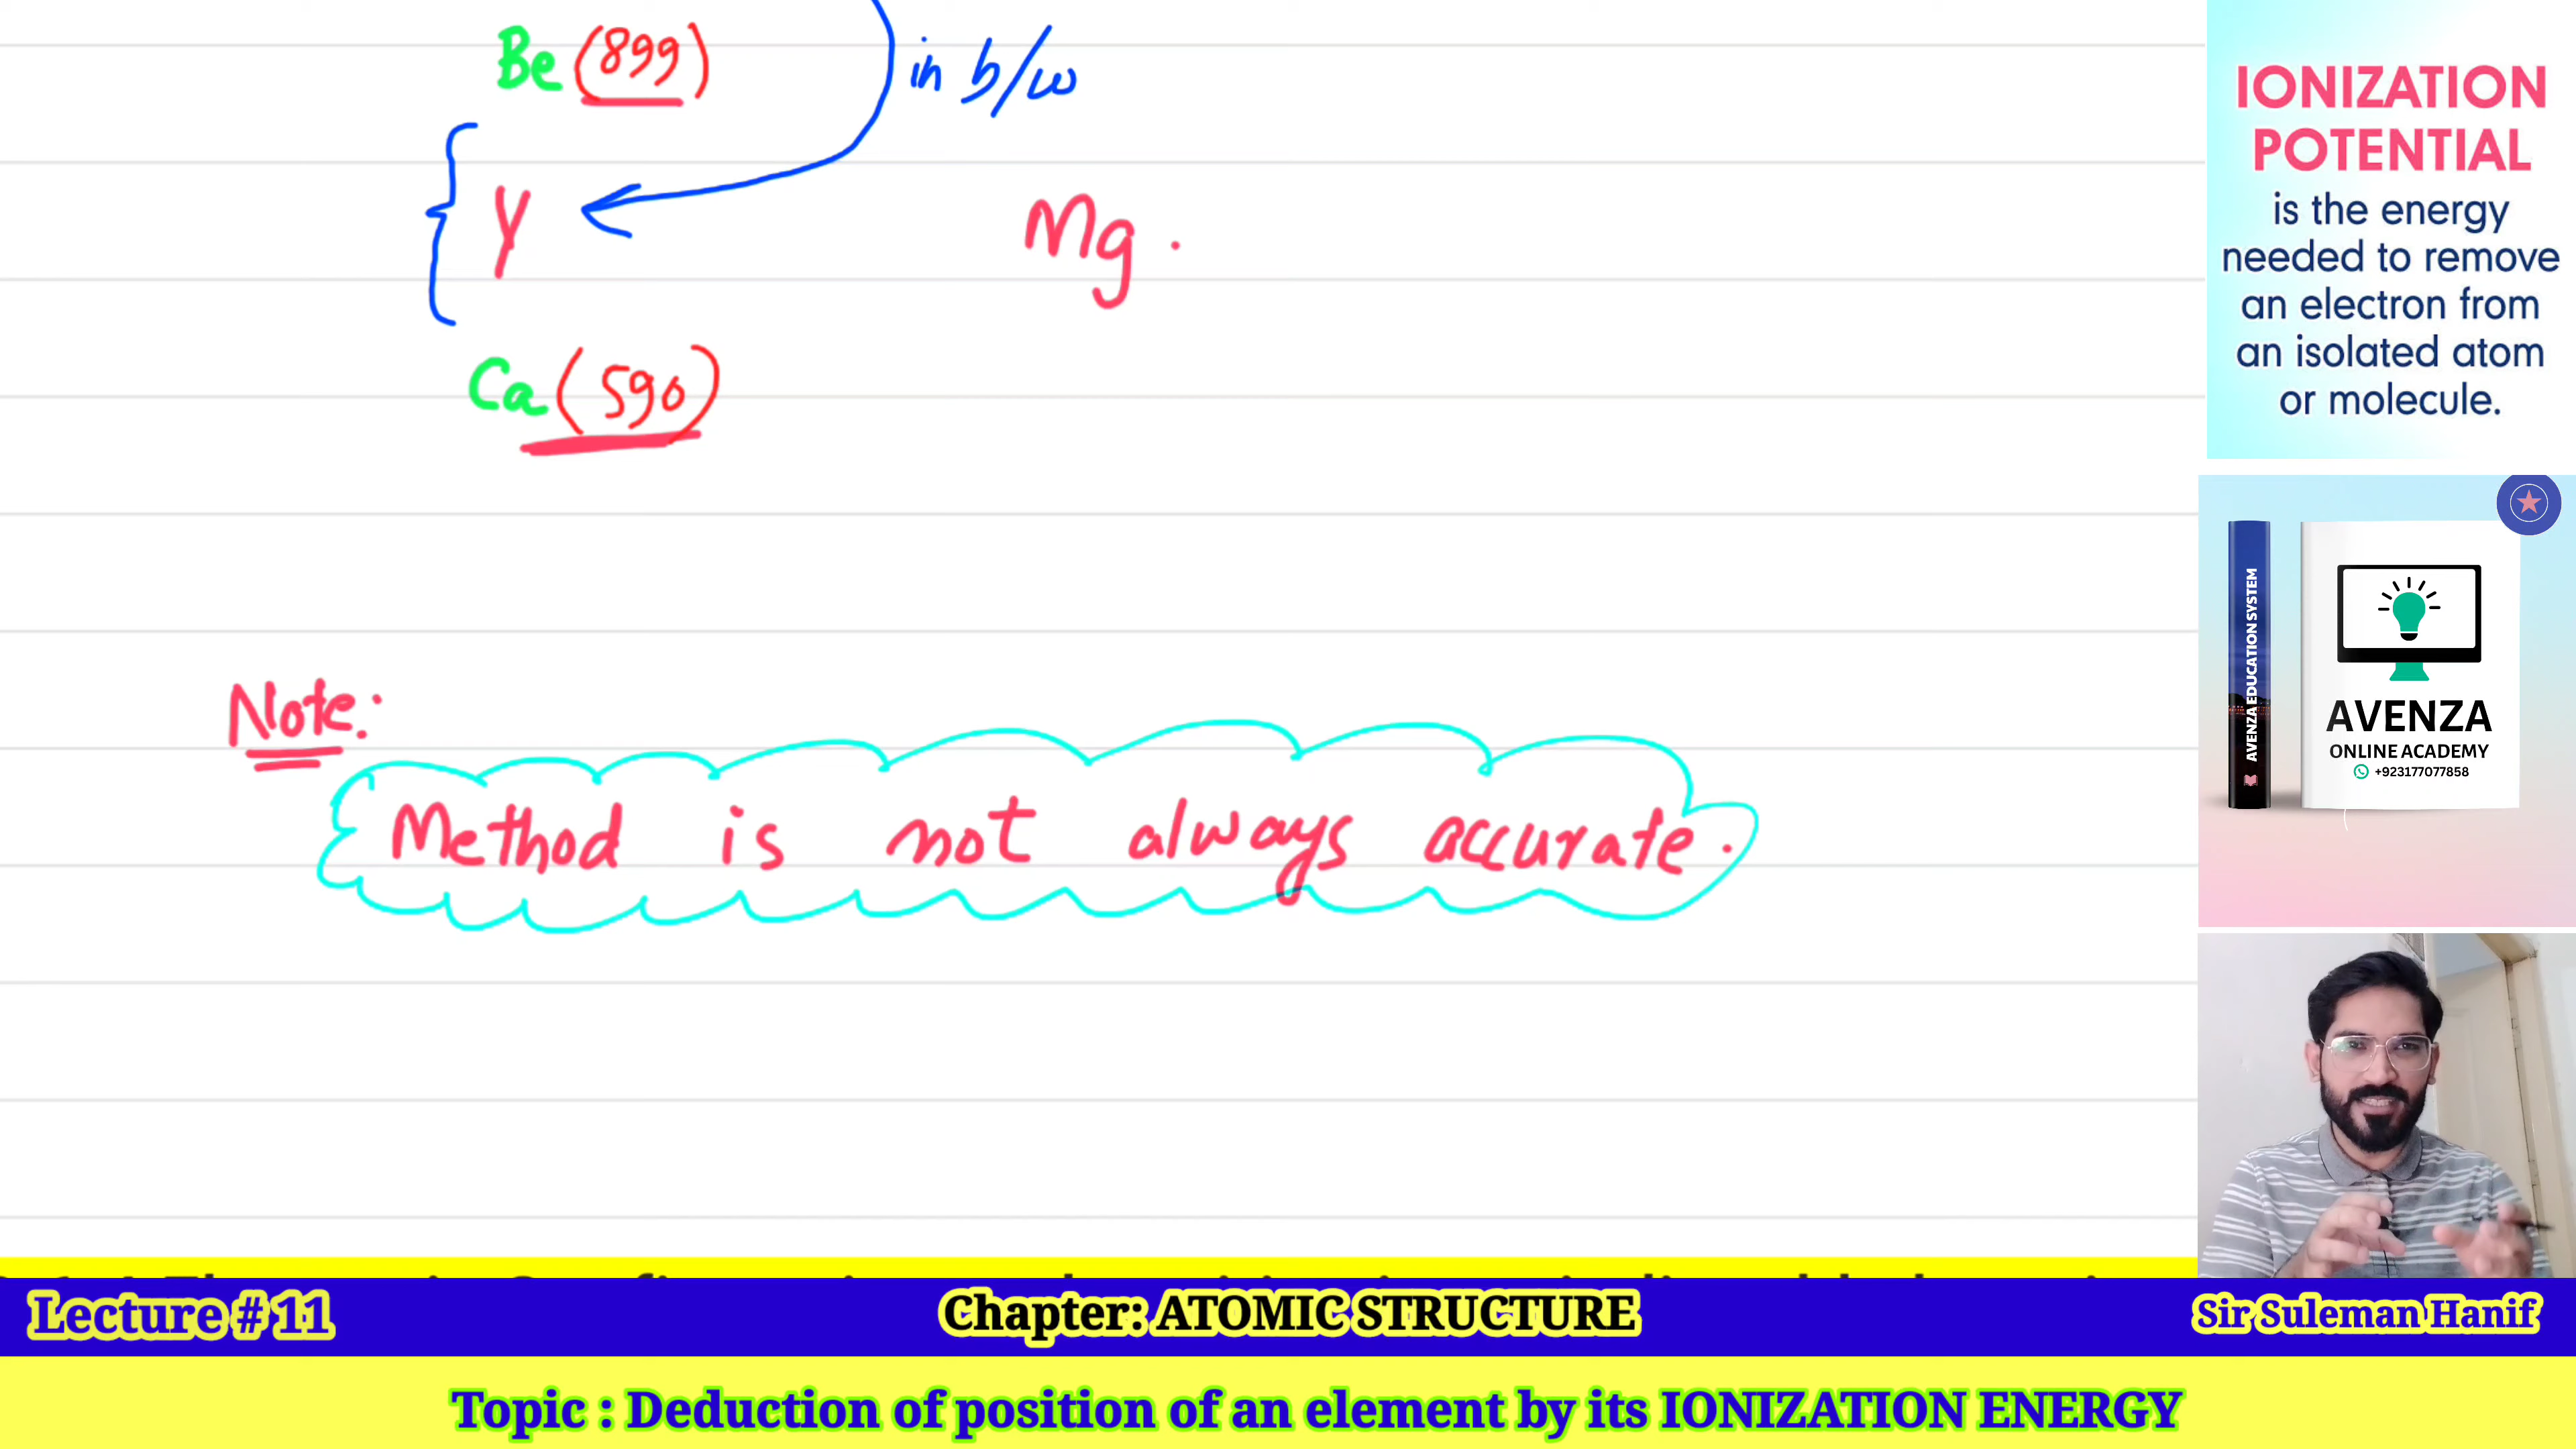 Be (899)
in b/w
Y
Mg.
Ca (590)
Note:
Method is not always accurate.
IONIZATION
POTENTIAL
is the energy
needed to remove
an electron from
an isolated atom
or molecule.
AVENZA EDUCATION SYSTEM
AVENZA
ONLINE ACADEMY
+923177077858
Lecture # 11
Chapter: ATOMIC STRUCTURE
Sir Suleman Hanif
Topic : Deduction of position of an element by its IONIZATION ENERGY